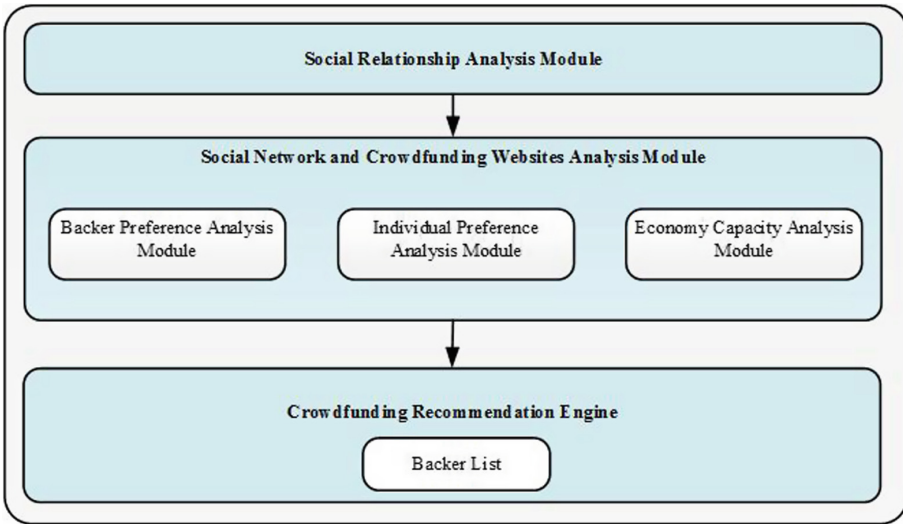 Social Relationship Analysis Module
Social Network and Crowdfunding Websites Analysis Module
Backer Preference Analysis
Module
Individual Preference
Analysis Module
Economy Capacity Analysis
Module
Crowdfunding Recommendation Engine
Backer List